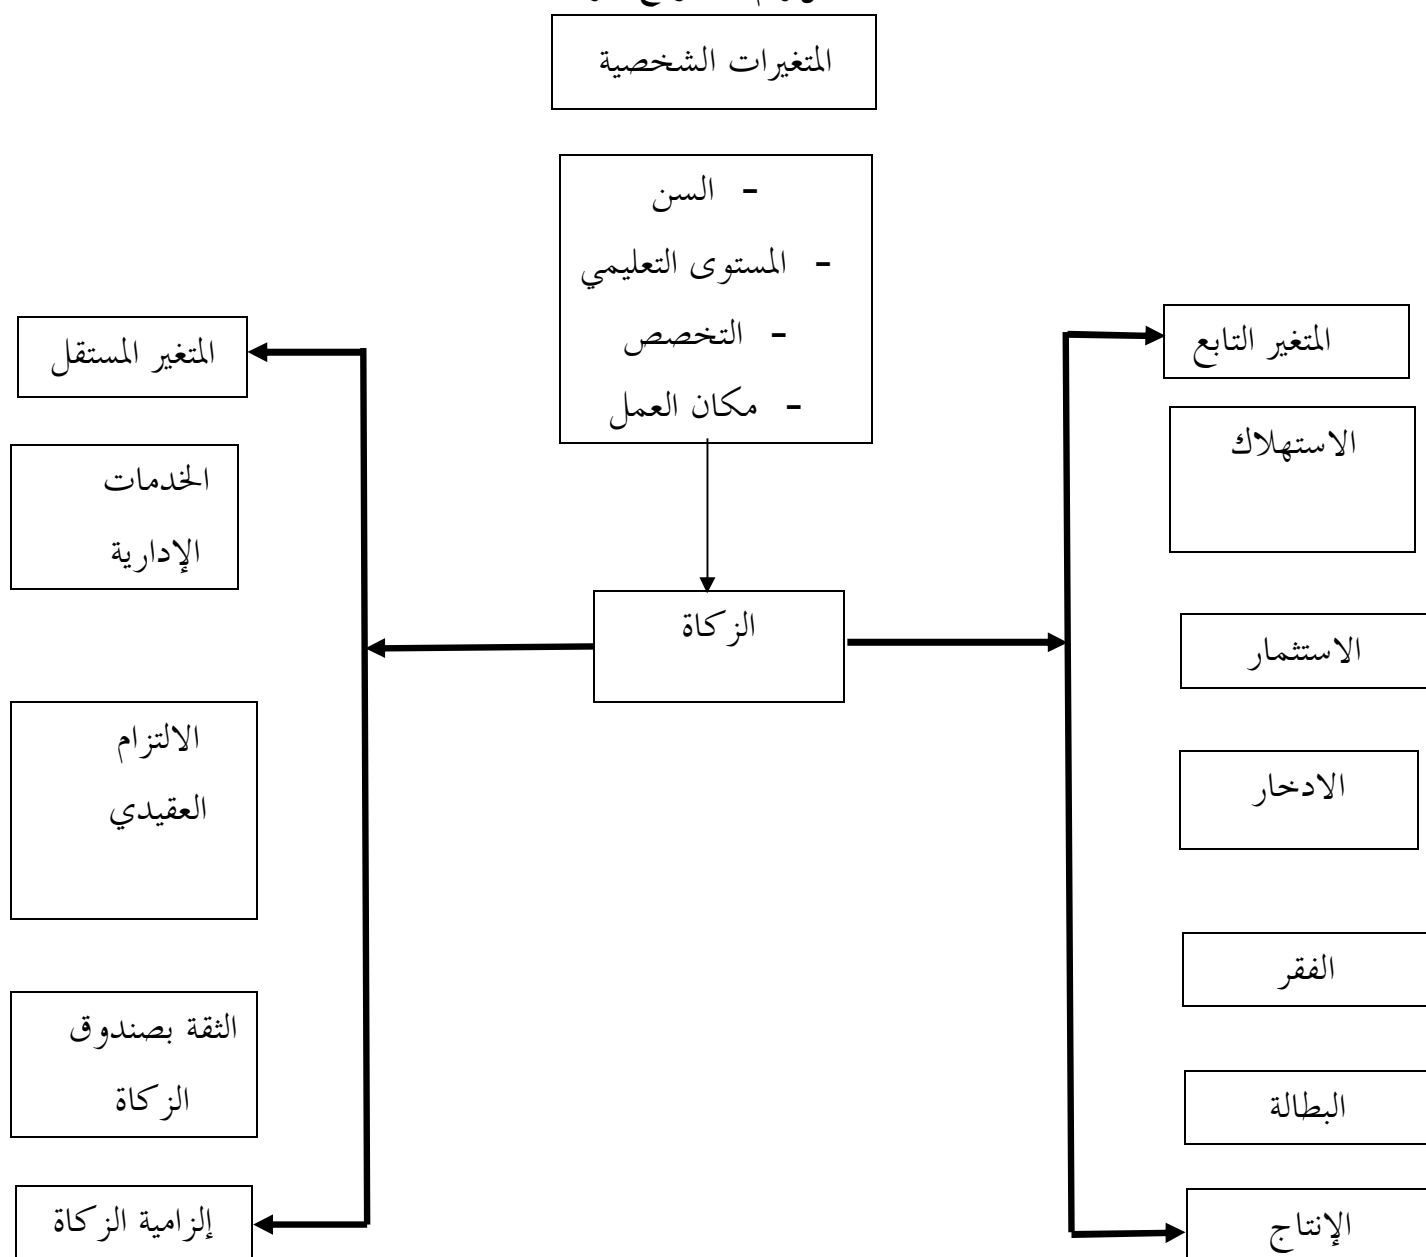 المتغيرات الشخصية
- السن
- المستوى التعليمي
- التخصص
- مكان العمل
المتغير التابع
الاستهلاك
الاستثمار
الادخار
الفقر
البطالة
الإنتاج
الزكاة
المتغير المستقل
الخدمات
الإدارية
الالتزام
العقيدي
الثقة بصندوق
الزكاة
إلزامية الزكاة